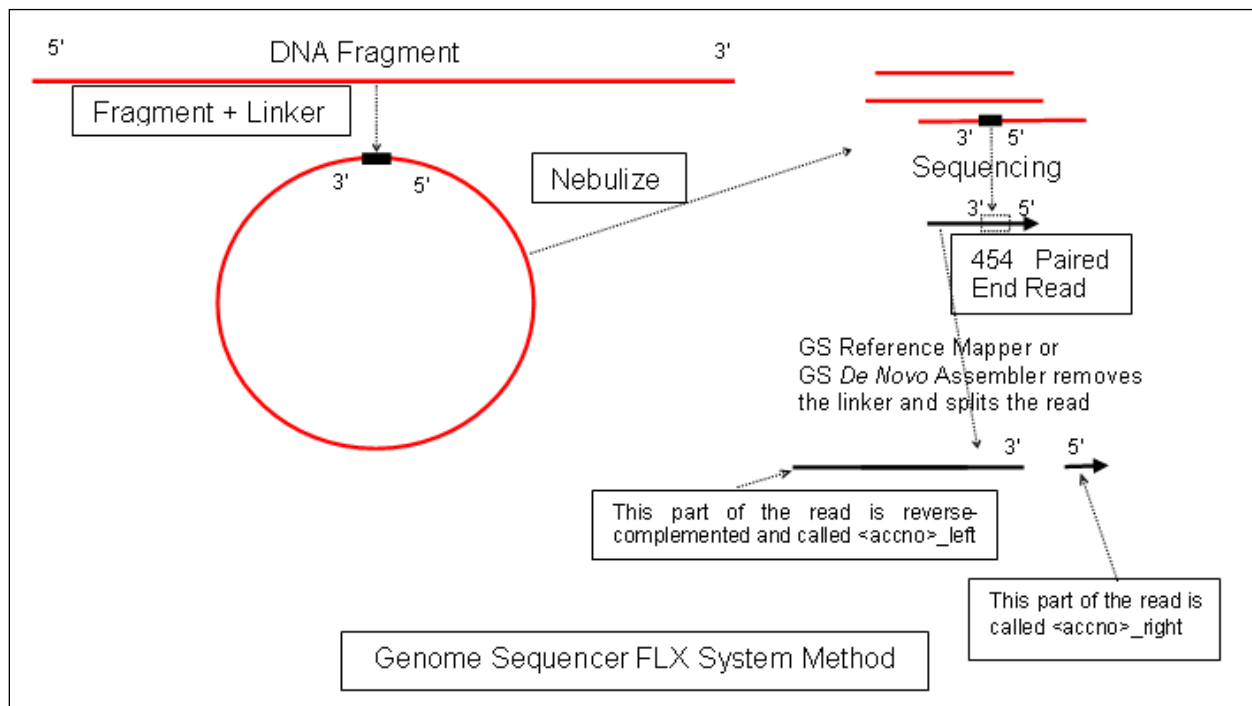 5'
DNA Fragment
3'
Fragment + Linker
3'
5'
Nebulize
3'
5'
Sequencing
3'
5'
454 Paired
End Read
GS Reference Mapper or
GS De Novo Assembler removes
the linker and splits the read
3'
5'
This part of the read is reverse-
complemented and called <accno>_left
This part of the read is
called <accno>_right
Genome Sequencer FLX System Method